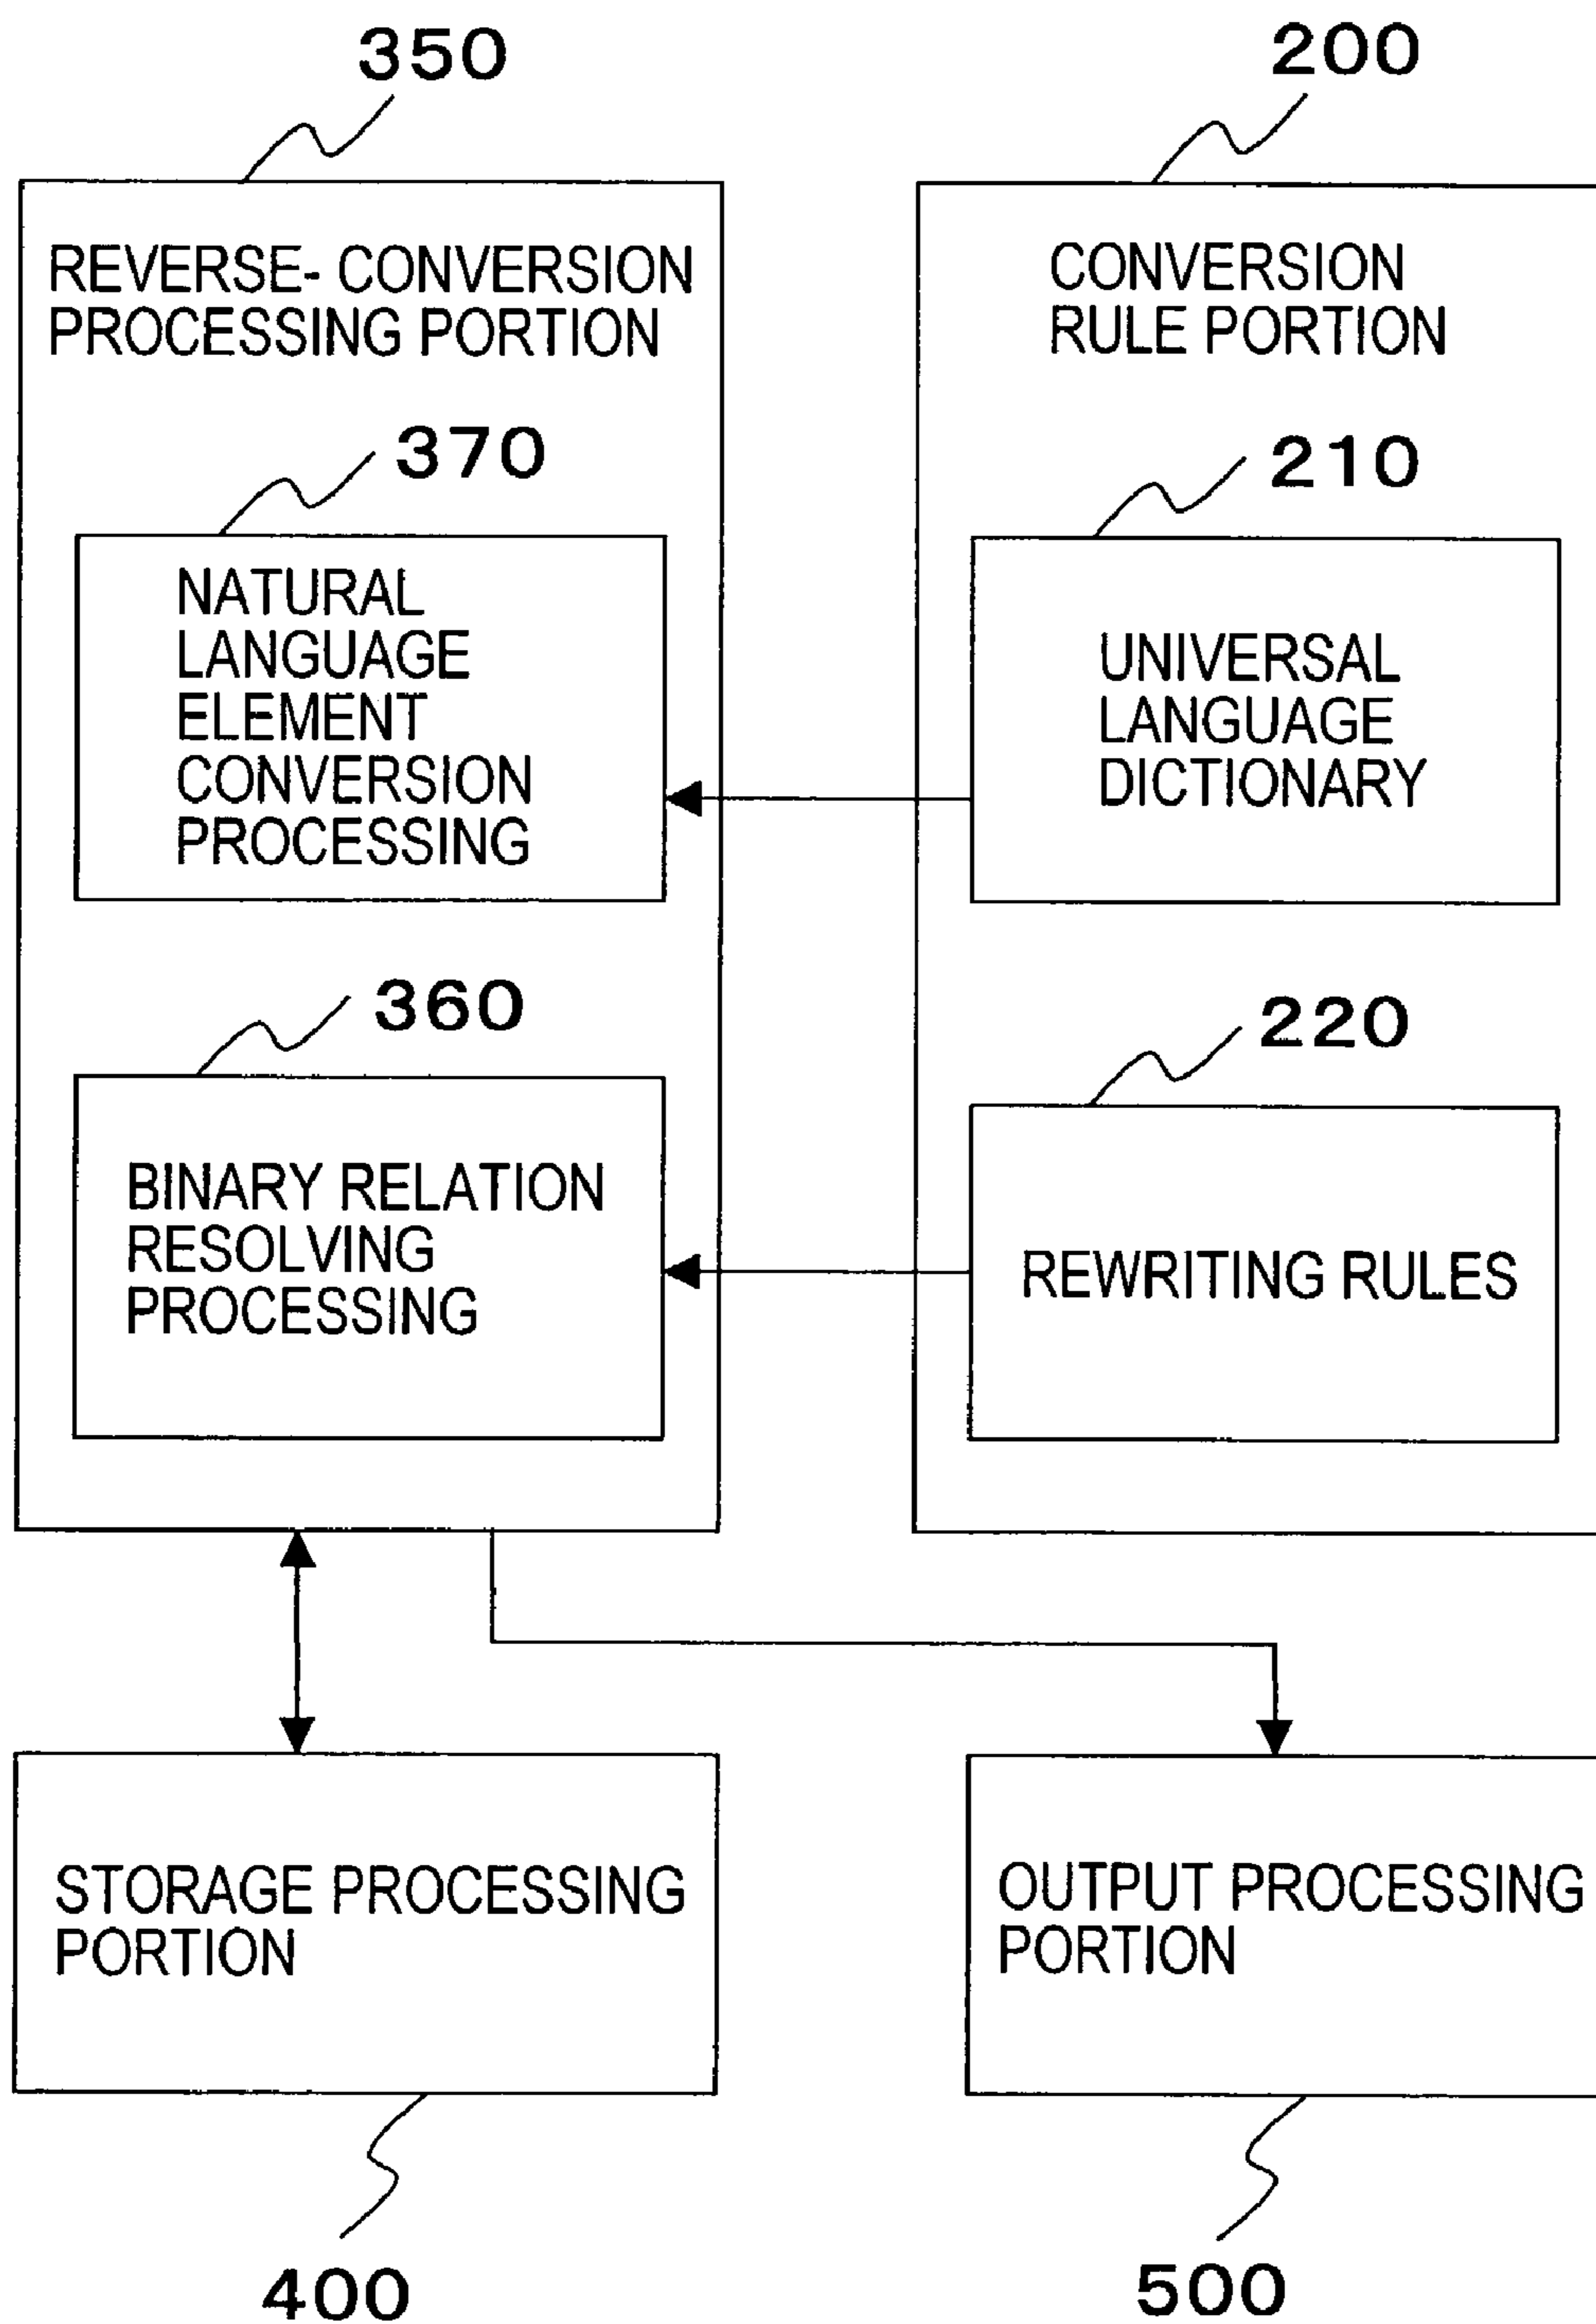 350
200
REVERSE- CONVERSION
PROCESSING PORTION
CONVERSION
RULE PORTION
370
210
NATURAL
LANGUAGE
ELEMENT
CONVERSION
PROCESSING
UNIVERSAL
LANGUAGE
DICTIONARY
360
220
BINARY RELATION
RESOLVING
PROCESSING
REWRITING RULES
STORAGE PROCESSING
PORTION
OUTPUT PROCESSING
PORTION
400
500